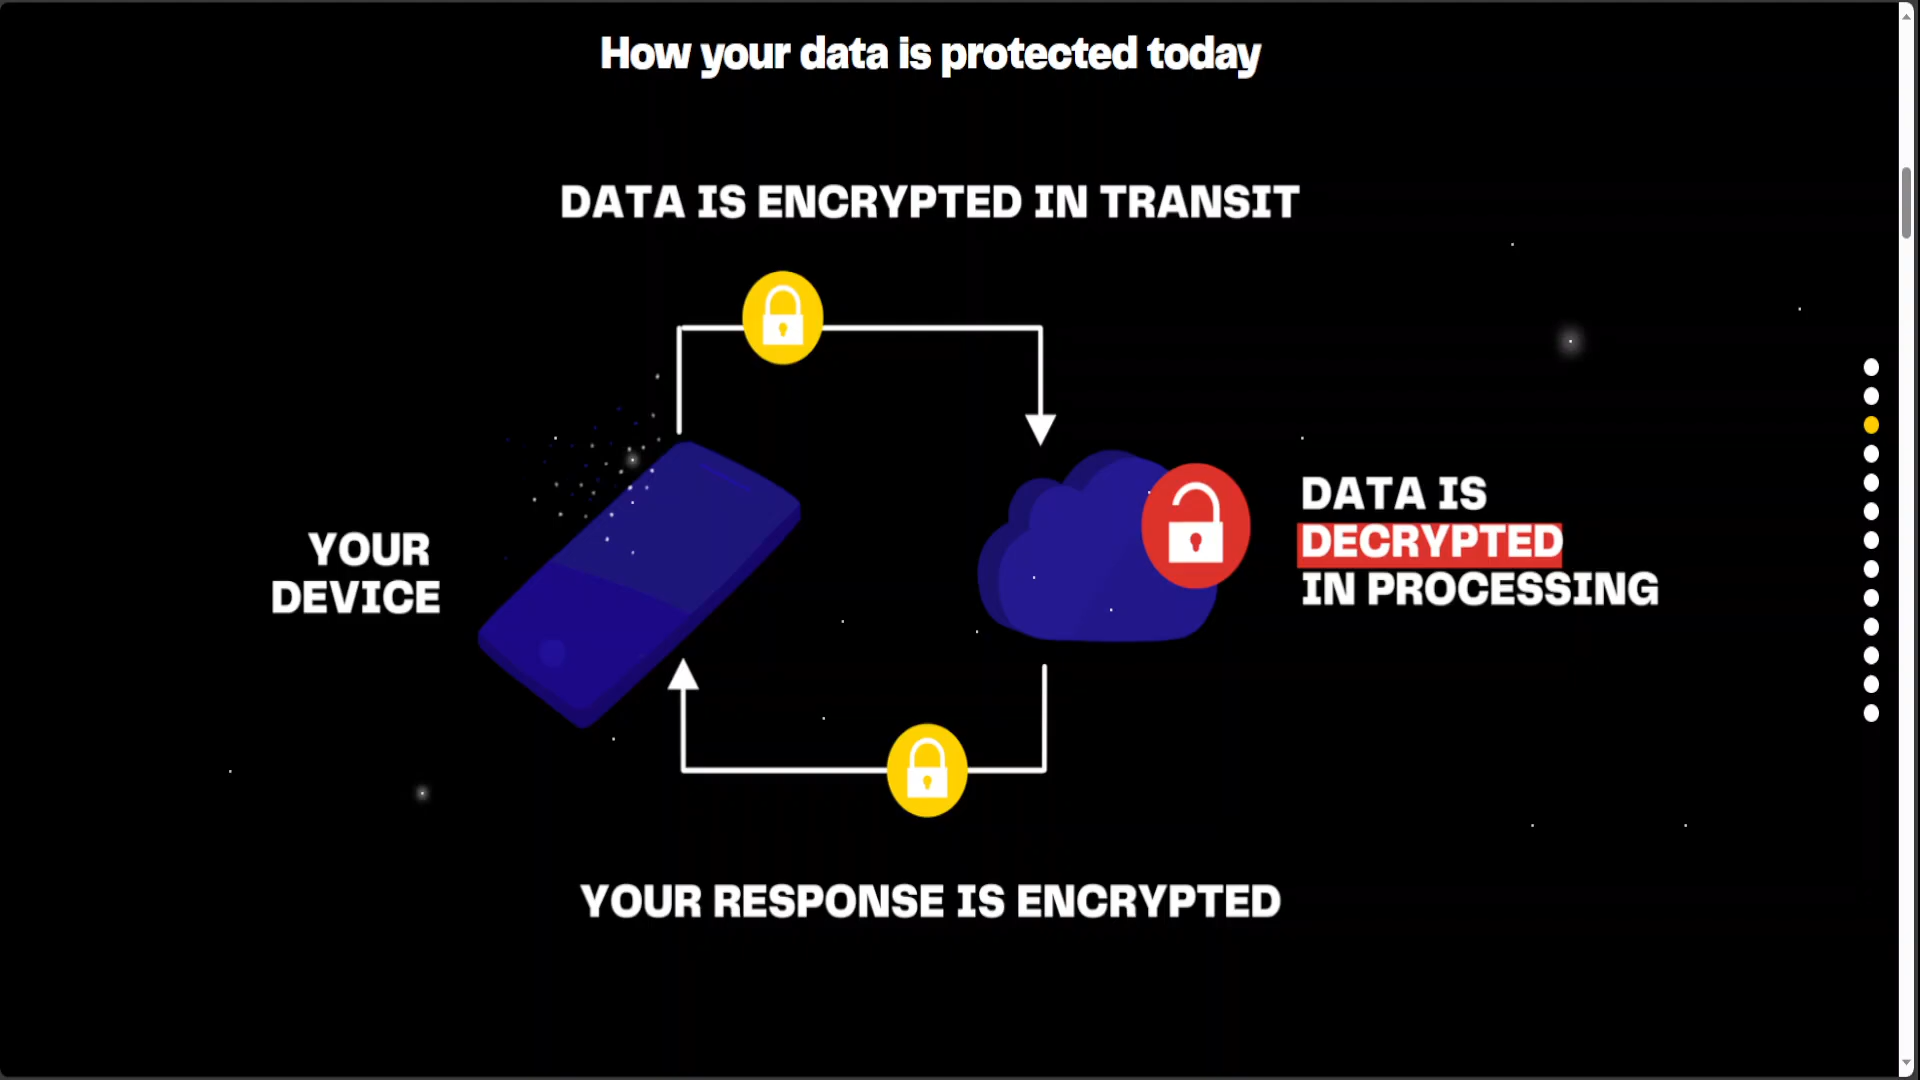 How your data is protected today
DATA IS ENCRYPTED IN TRANSIT
YOUR
DEVICE
DATA IS
DECRYPTED
IN PROCESSING
YOUR RESPONSE IS ENCRYPTED